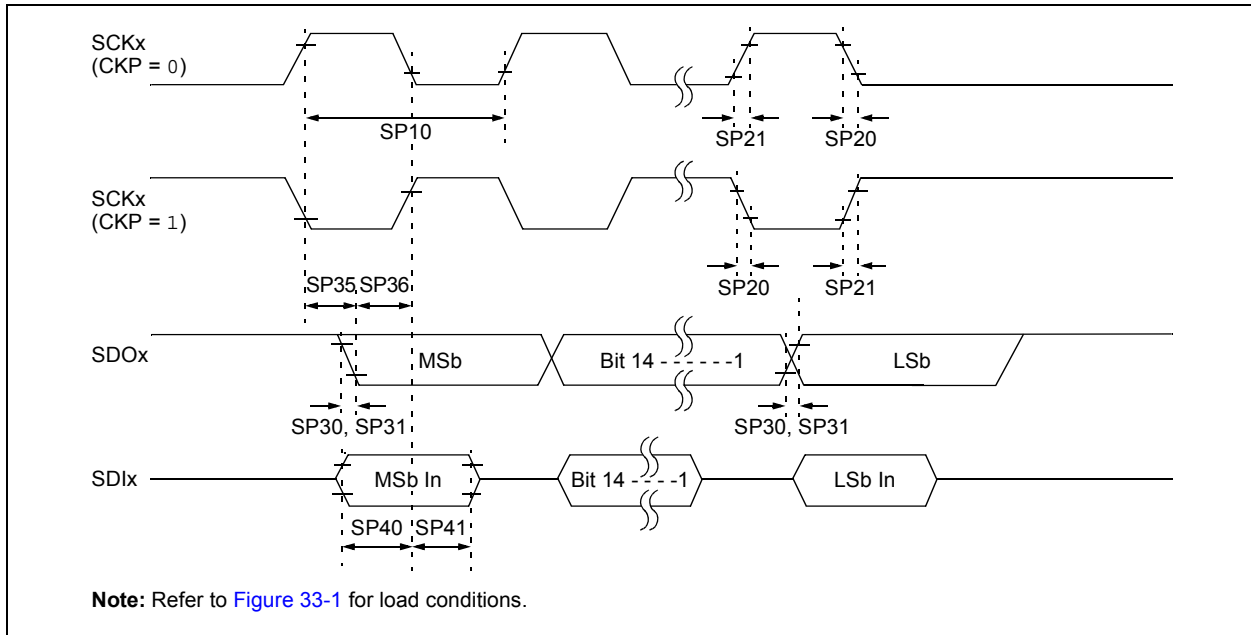 SCKx
(CKP = 0)
SP10
SP21
SP20
SCKx
(CKP = 1)
SP35
SP36
SP20
SP21
SDOx
MSb
Bit 14 - - - - - -1
LSb
SP30, SP31
SP30, SP31
SDIx
MSb In
Bit 14 - - - - -1
LSb In
SP40
SP41
Note: Refer to Figure 33-1 for load conditions.